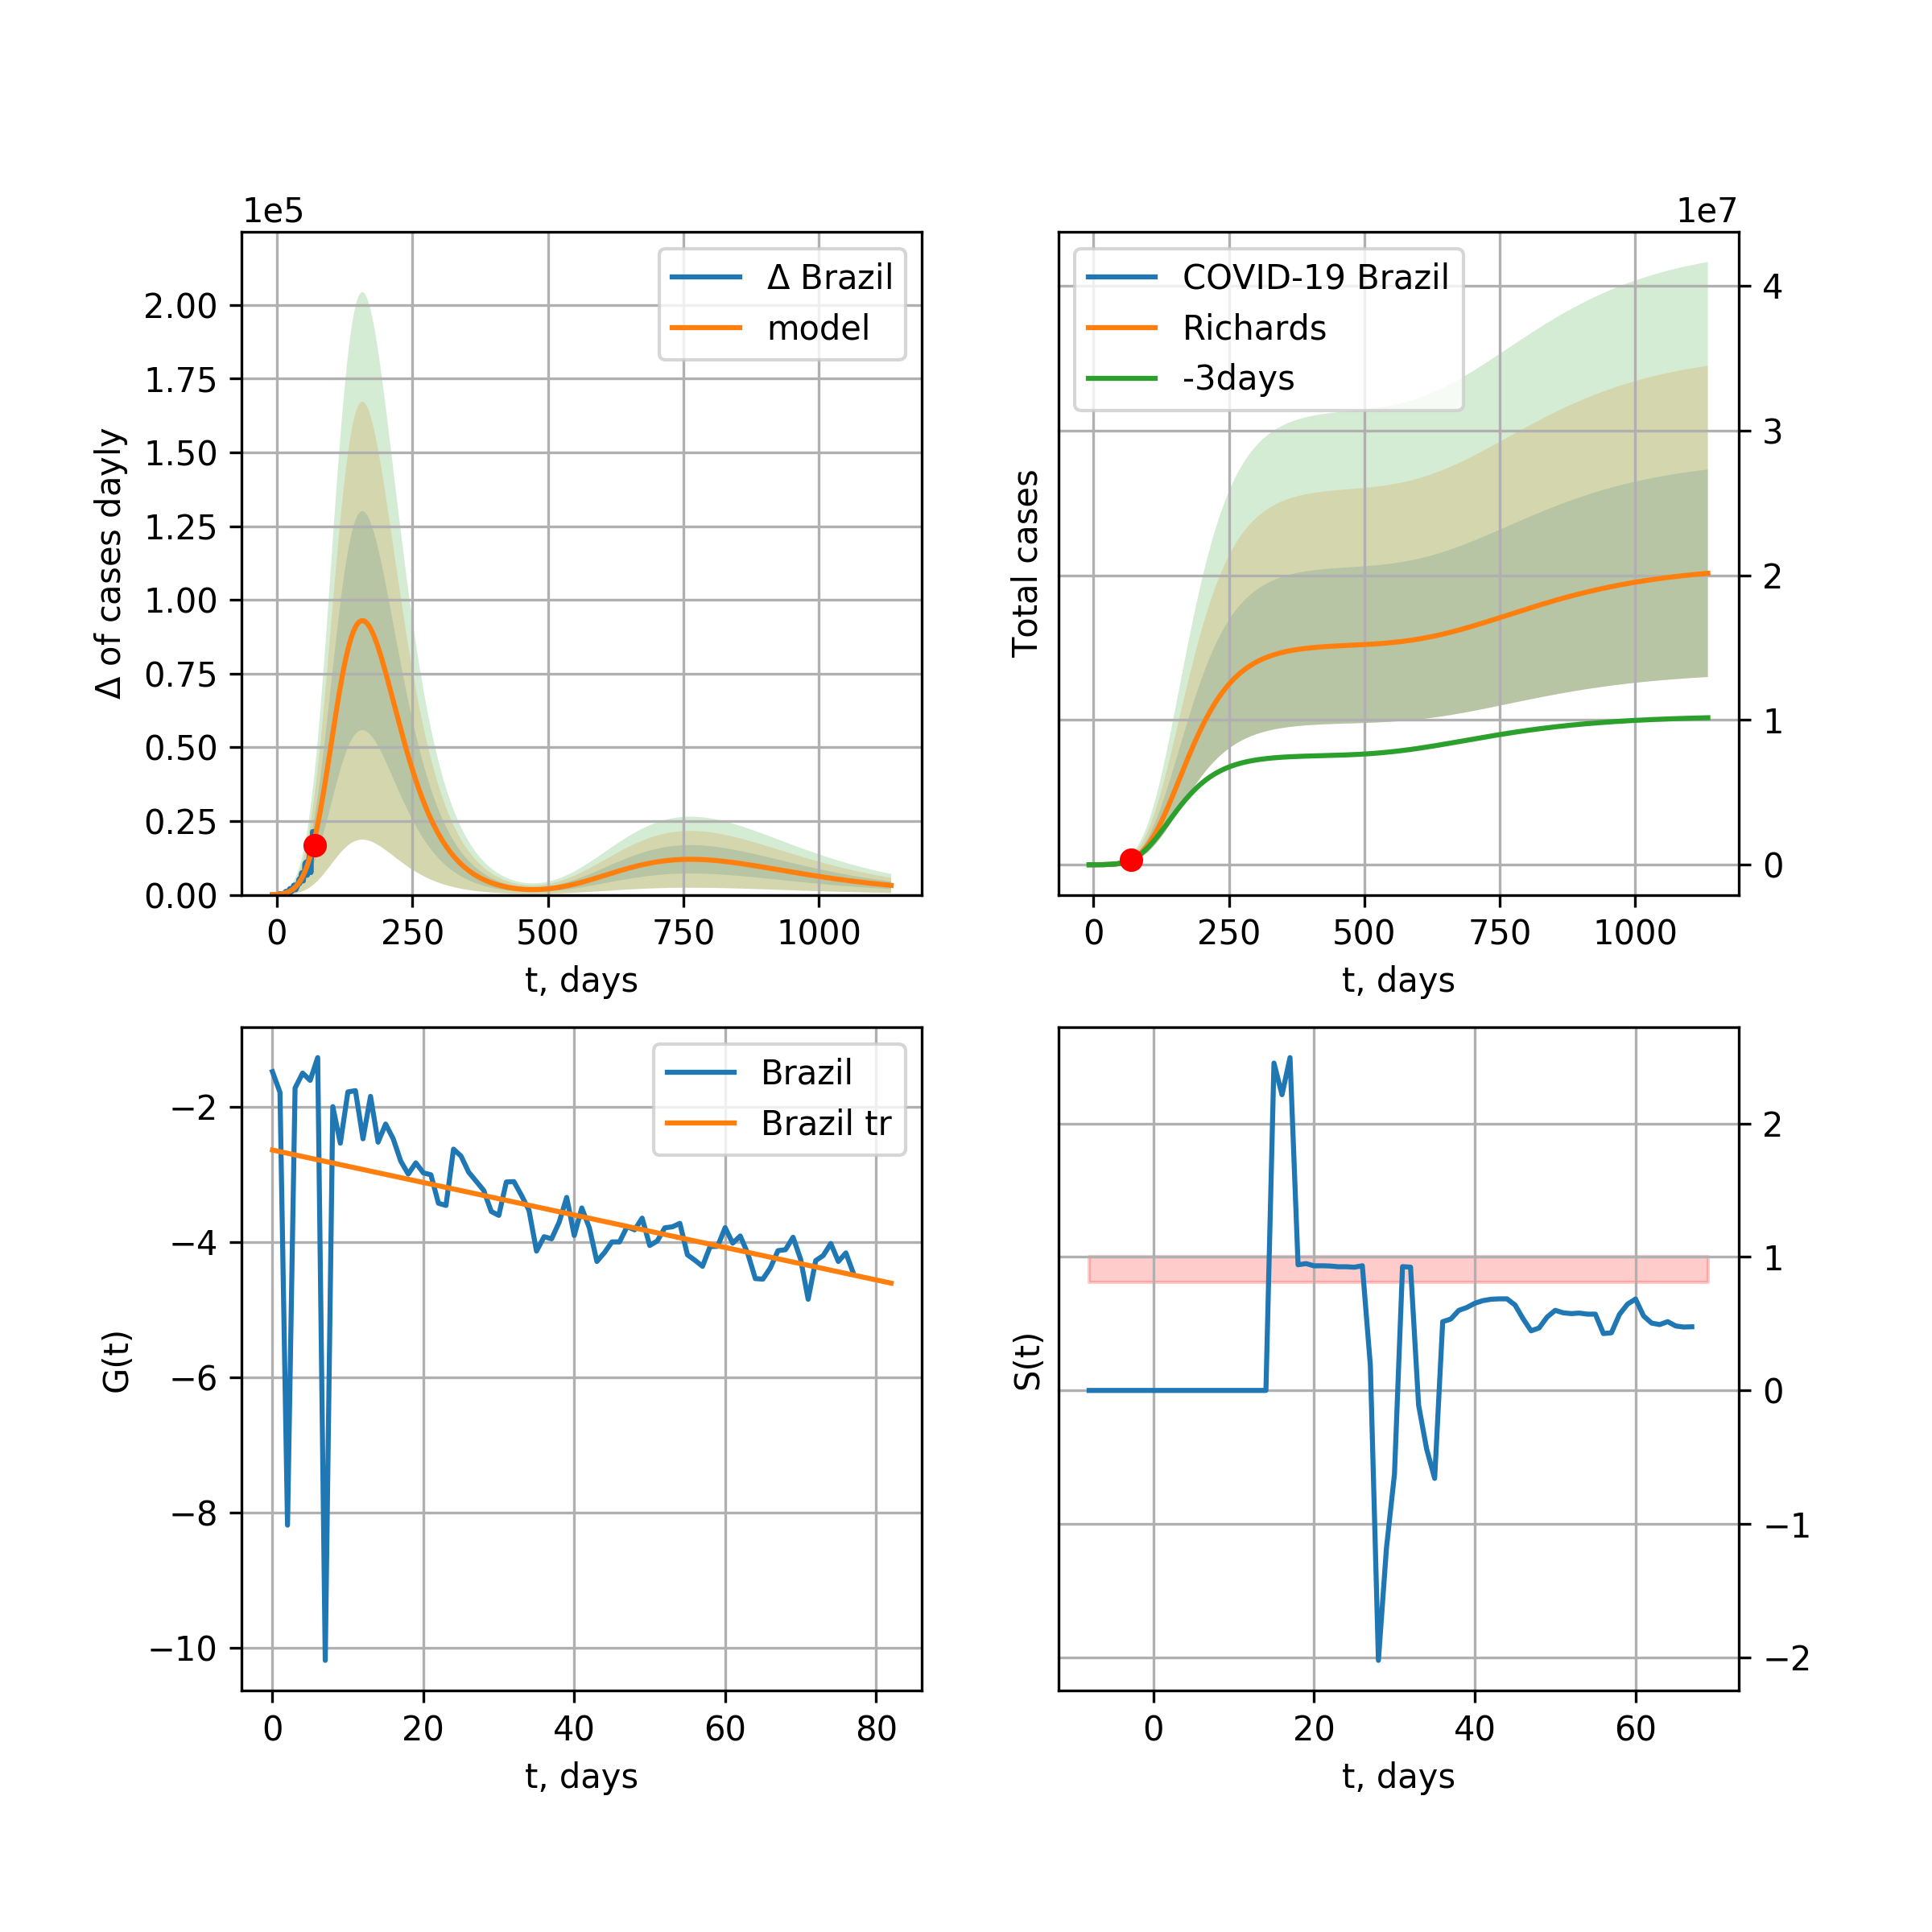 1e5
Δ of cases dayly
2.00
1.75
1.50
1.25
1.00
0.75
0.50
0.25
0.00
0 250 500 750 1000
t, days
Δ Brazil
model
1e7
Total cases
COVID-19 Brazil
Richards
-3days
4
3
2
1
0
0 250 500 750 1000
t, days
G(t)
−2
−4
−6
−8
−10
0 20 40 60 80
t, days
Brazil
Brazil tr
S(t)
2
1
0
−1
−2
0 20 40 60
t, days